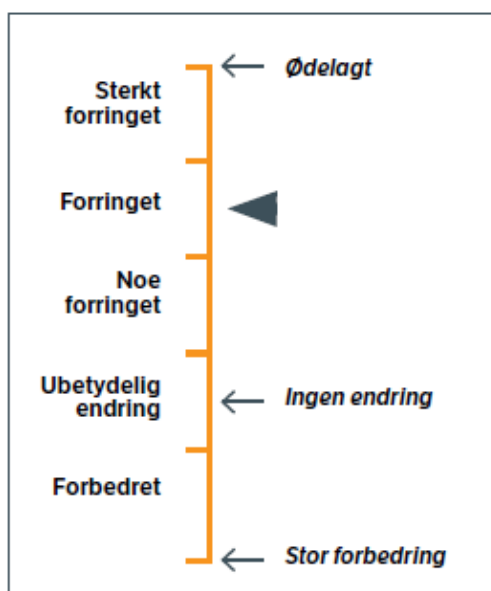 Ødelagt
Sterkt
forringet
Forringet
Noe
forringet
Ubetydelig
endring
Ingen endring
Forbedret
Stor forbedring